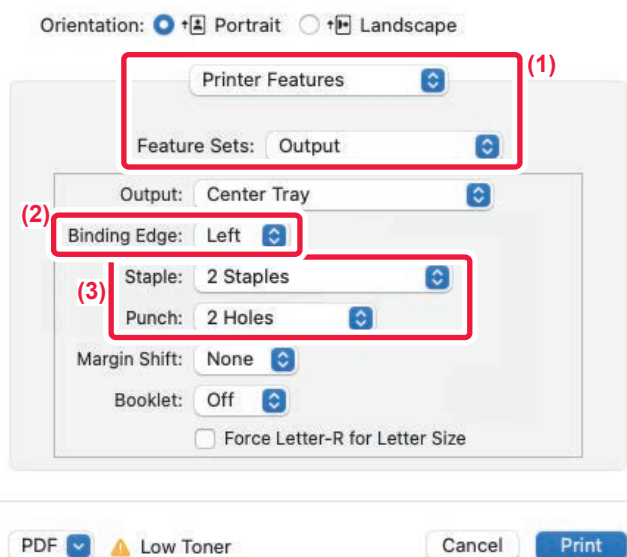 Orientation: Portrait Landscape
(1)
Printer Features
Feature Sets: Output
Output: Center Tray
(2)
Binding Edge: Left
(3)
Staple: 2 Staples
Punch: 2 Holes
Margin Shift: None
Booklet: Off
Force Letter-R for Letter Size
PDF Low Toner Cancel Print